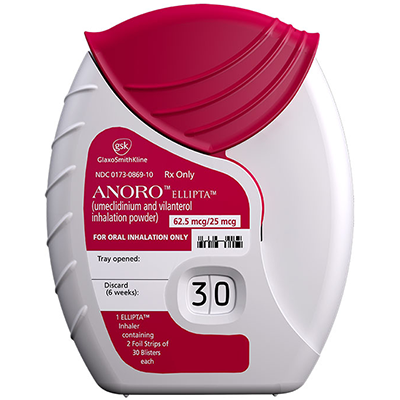 gsk
GlaxoSmithKline
NDC 0173-0869-10 Rx Only
ANORO™ ELLIPTA™
(umeclidinium and vilanterol
inhalation powder)
62.5 mcg/25 mcg
FOR ORAL INHALATION ONLY
Tray opened:
Discard
(6 weeks):
30
1 ELLIPTA™
Inhaler
containing
2 Foil Strips of
30 Blisters
each